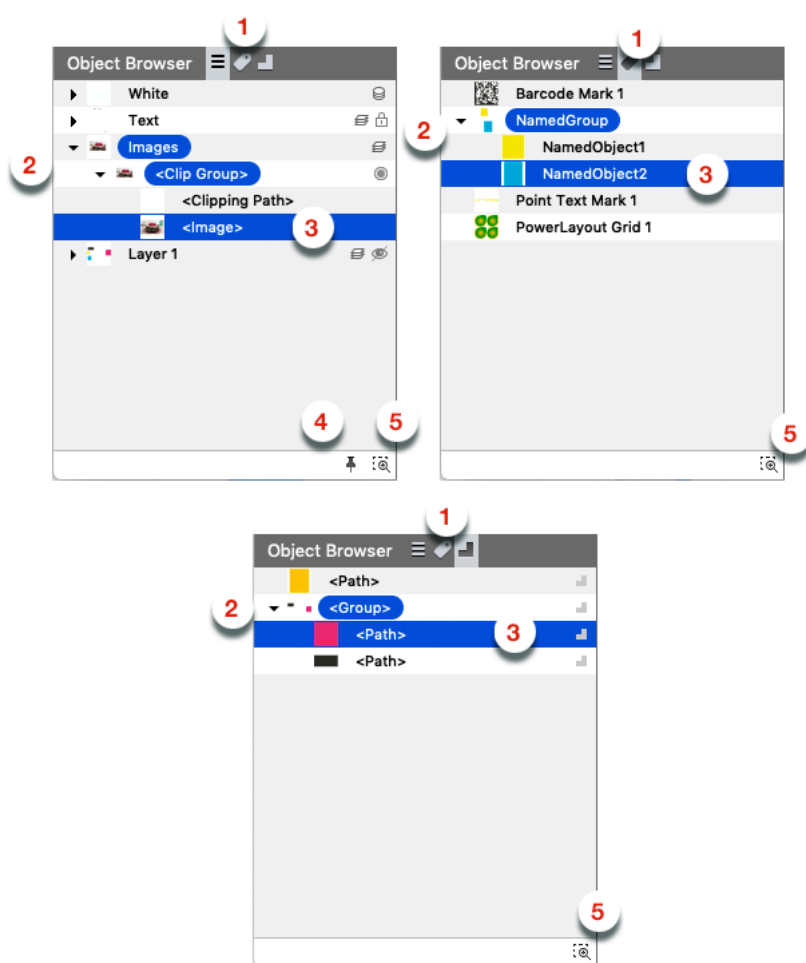 1
Object Browser
White
Text
2
Images
<Clip Group>
<Clipping Path>
<Image>
3
Layer 1
4
5
1
Object Browser
Barcode Mark 1
2
NamedGroup
NamedObject1
NamedObject2
3
Point Text Mark 1
PowerLayout Grid 1
5
1
Object Browser
<Path>
2
<Group>
<Path>
3
<Path>
5